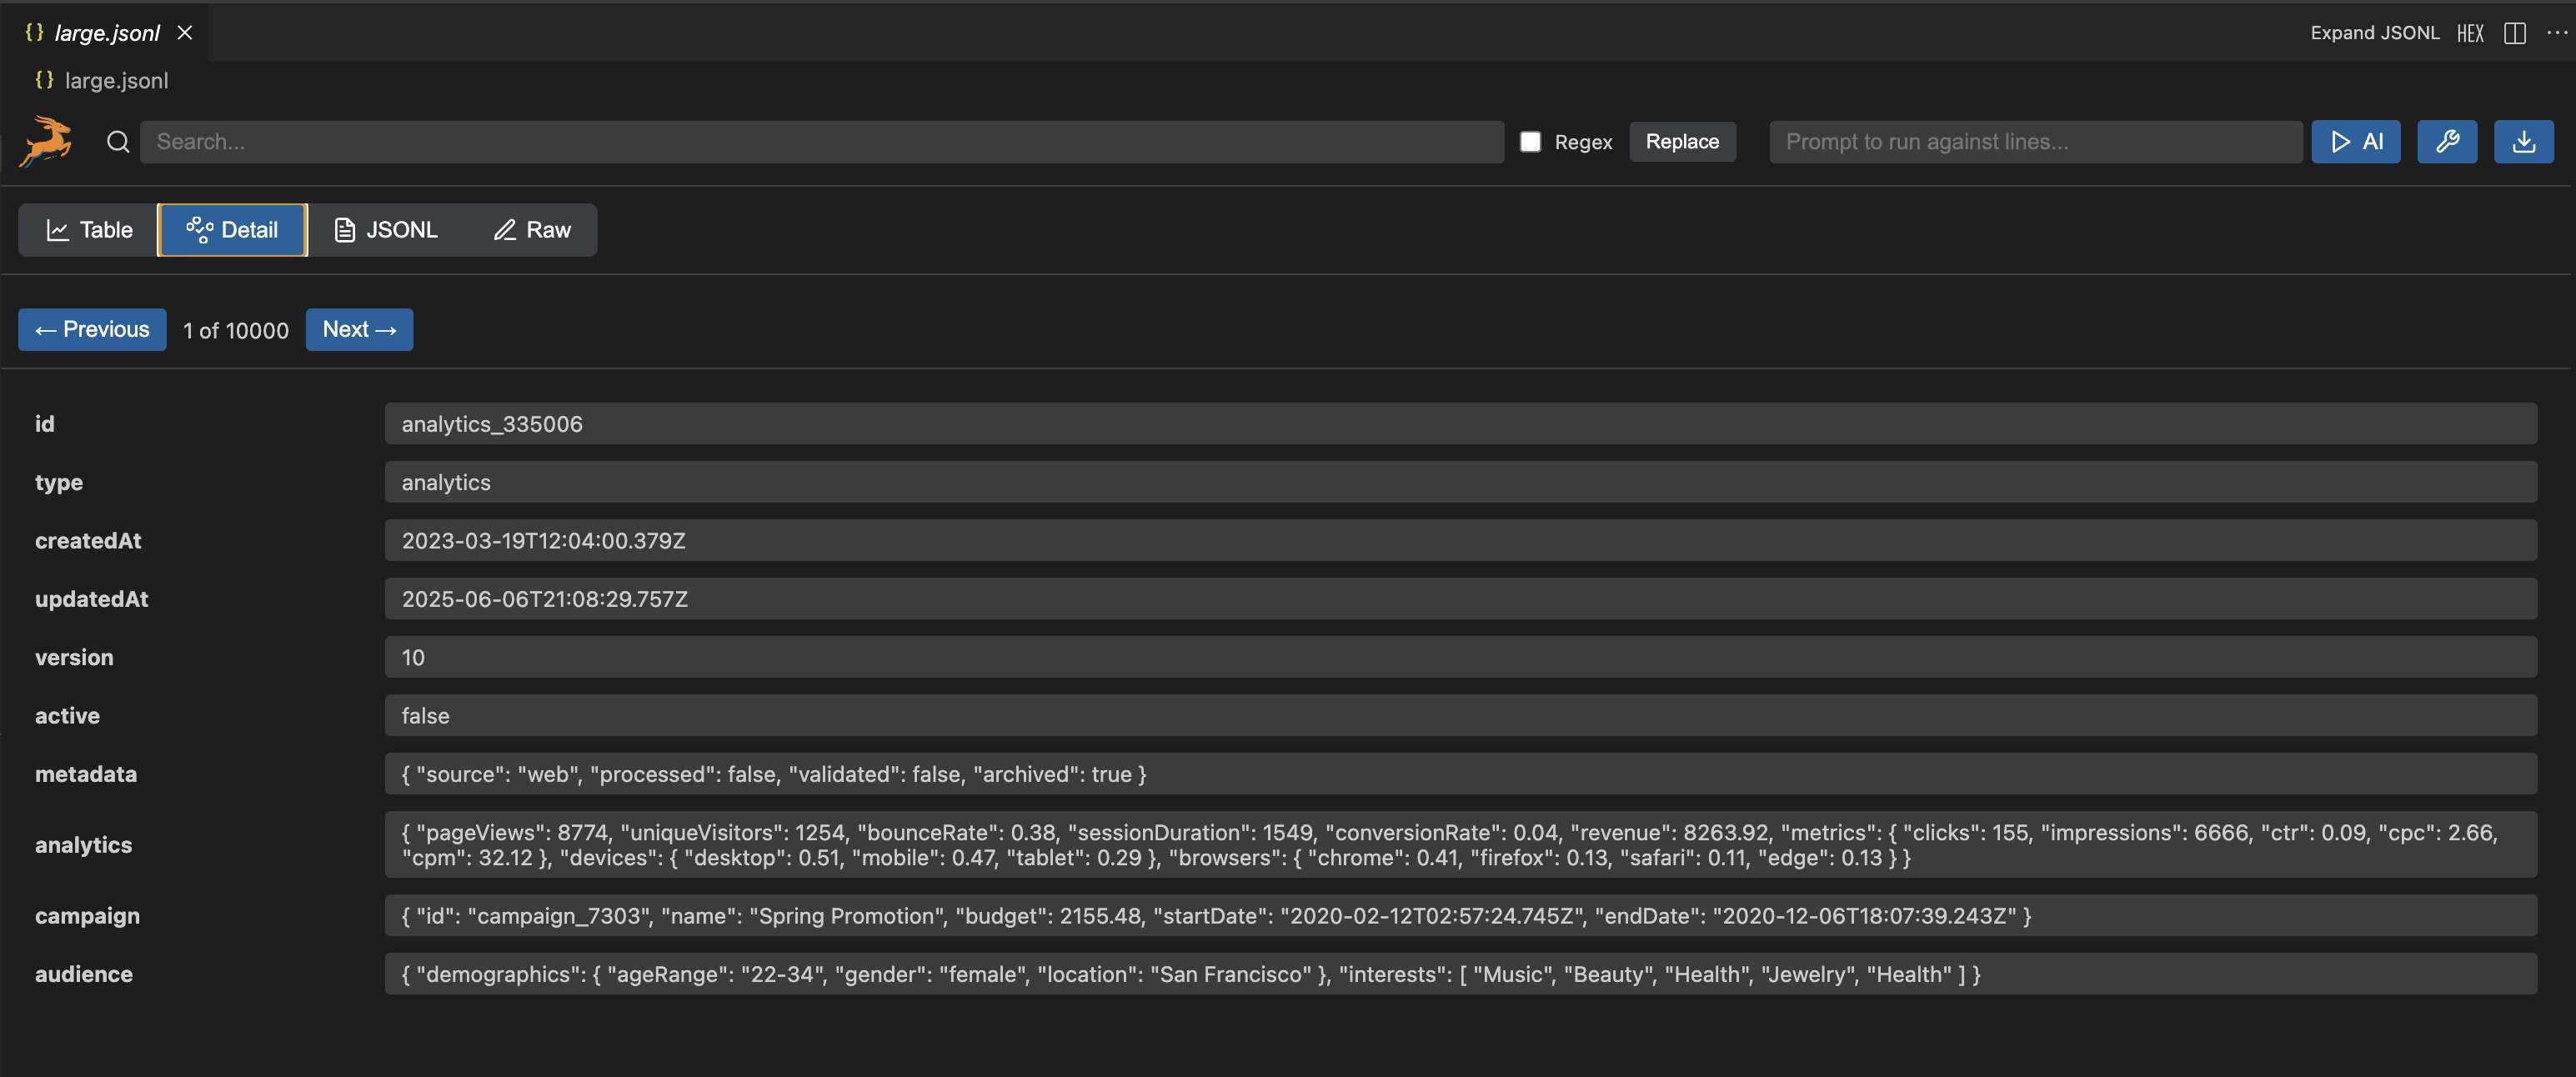 {} large.jsonl ×
Expand JSONL HEX ···
{} large.jsonl
Search... Regex Replace Prompt to run against lines... AI
Table Detail JSONL Raw
← Previous 1 of 10000 Next →
id analytics_335006
type analytics
createdAt 2023-03-19T12:04:00.379Z
updatedAt 2025-06-06T21:08:29.757Z
version 10
active false
metadata { "source": "web", "processed": false, "validated": false, "archived": true }
analytics { "pageViews": 8774, "uniqueVisitors": 1254, "bounceRate": 0.38, "sessionDuration": 1549, "conversionRate": 0.04, "revenue": 8263.92, "metrics": { "clicks": 155, "impressions": 6666, "ctr": 0.09, "cpc": 2.66,
"cpm": 32.12 }, "devices": { "desktop": 0.51, "mobile": 0.47, "tablet": 0.29 }, "browsers": { "chrome": 0.41, "firefox": 0.13, "safari": 0.11, "edge": 0.13 } }
campaign { "id": "campaign_7303", "name": "Spring Promotion", "budget": 2155.48, "startDate": "2020-02-12T02:57:24.745Z", "endDate": "2020-12-06T18:07:39.243Z" }
audience { "demographics": { "ageRange": "22-34", "gender": "female", "location": "San Francisco" }, "interests": [ "Music", "Beauty", "Health", "Jewelry", "Health" ] }